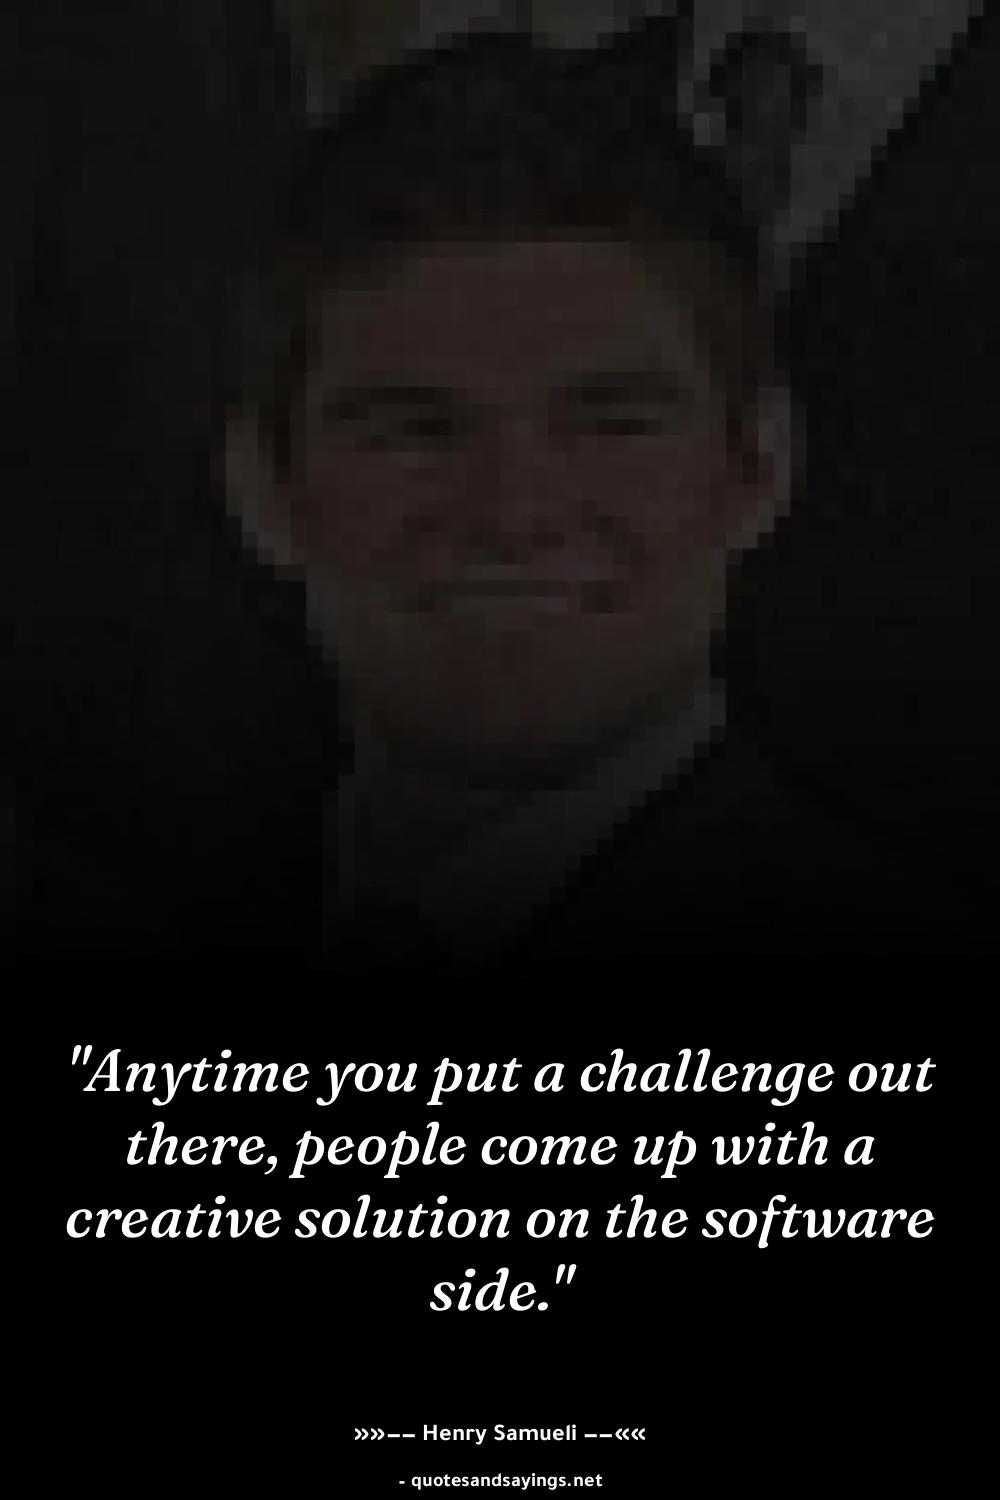 "Anytime you put a challenge out
there, people come up with a
creative solution on the software
side."
»»–– Henry Samueli ––««
- quotesandsayings.net